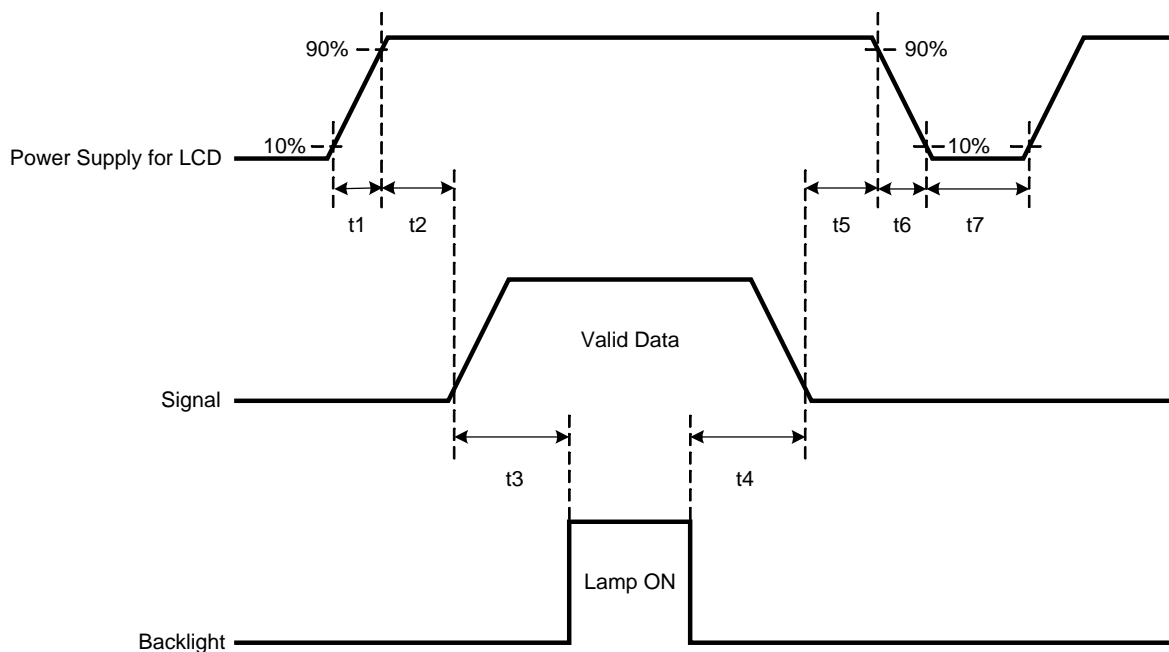 90%
90%
10%
10%
Power Supply for LCD
t1
t2
t5
t6
t7
Valid Data
Signal
t3
t4
Lamp ON
Backlight